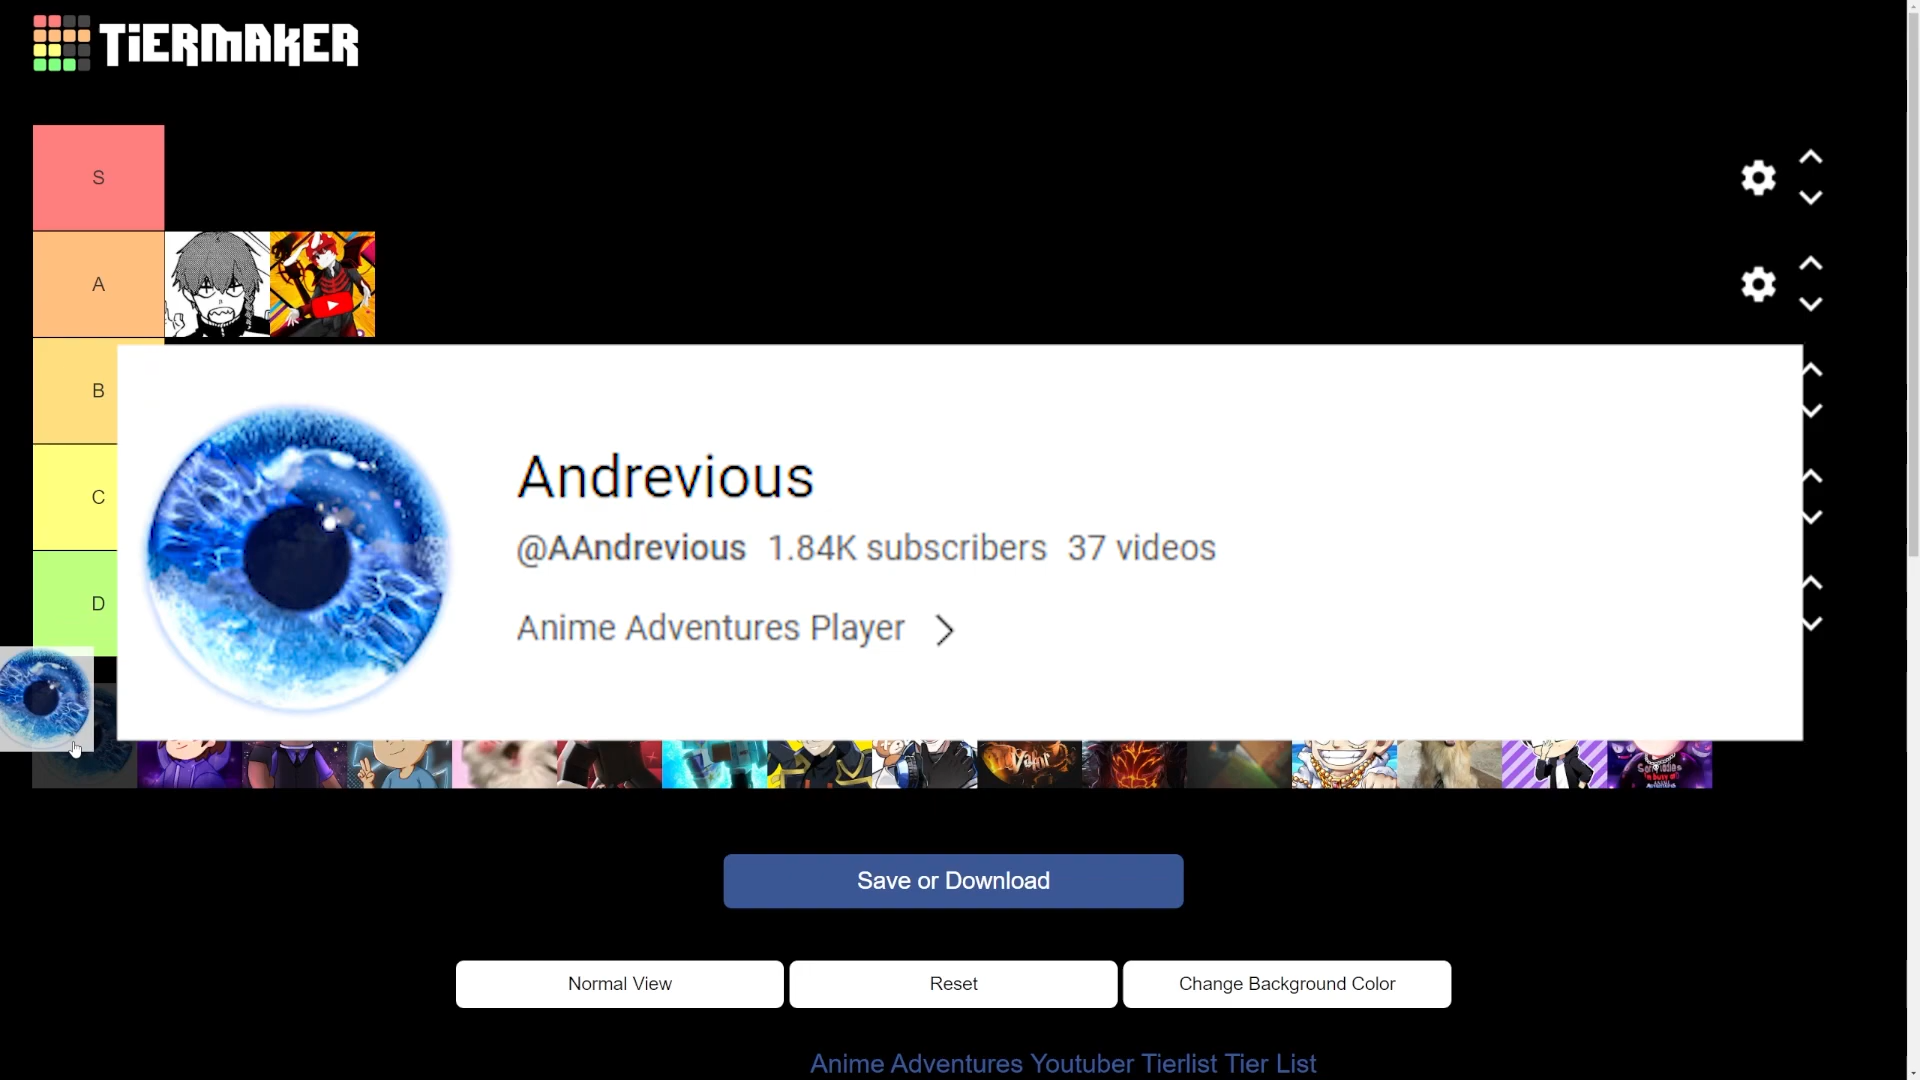 TiERMAKER
S
A
B
C
D
Andrevious
@AAndrevious 1.84K subscribers 37 videos
Anime Adventures Player
Save or Download
Normal View
Reset
Change Background Color
Anime Adventures Youtuber Tierlist Tier List